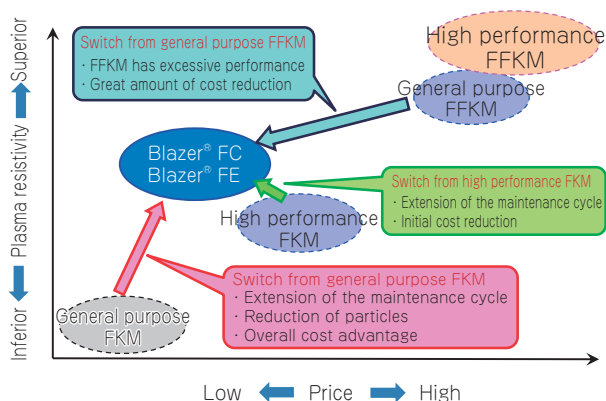 Switch from general purpose FFKM
· FFKM has excessive performance
· Great amount of cost reduction
High performance
FFKM
General purpose
FFKM
Blazer® FC
Blazer® FE
Switch from high performance FKM
· Extension of the maintenance cycle
· Initial cost reduction
High performance
FKM
Switch from general purpose FKM
· Extension of the maintenance cycle
· Reduction of particles
· Overall cost advantage
General purpose
FKM
Inferior Plasma resistivity Superior
Low Price High